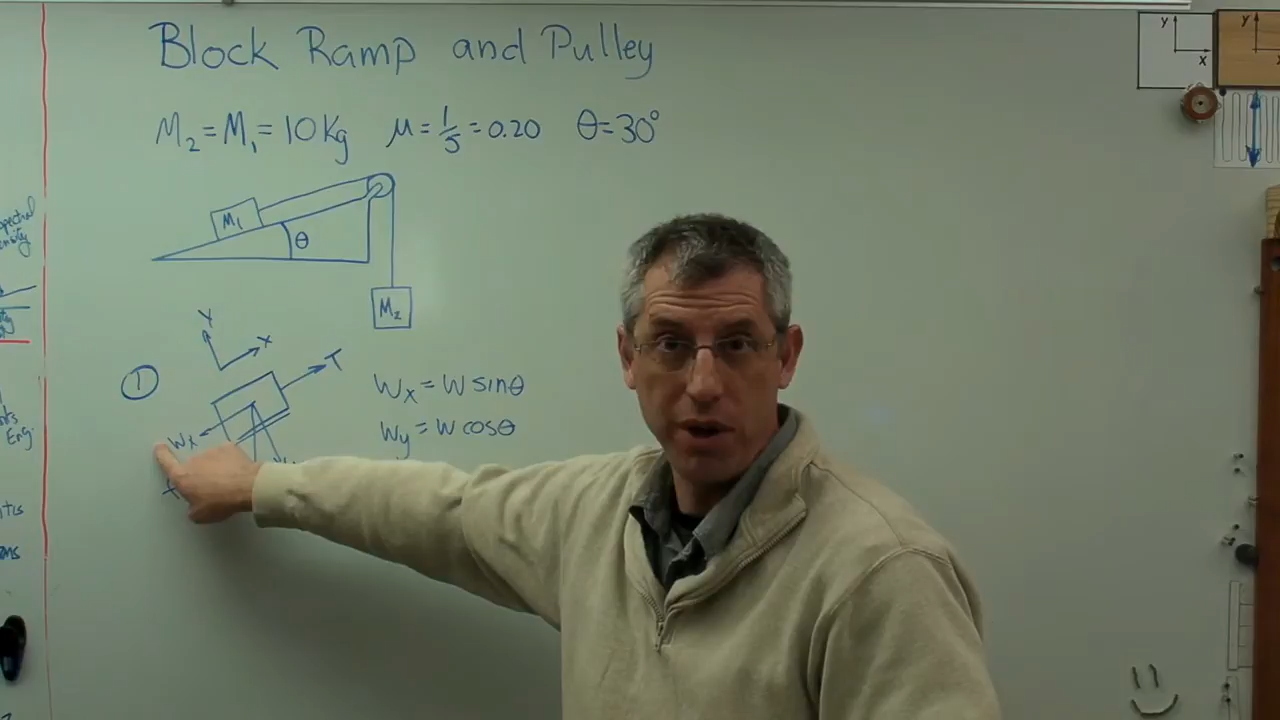 Block Ramp and Pulley
M₂ = M₁ = 10 Kg μ = 1/5 = 0.20 θ = 30°
M₁
θ
M₂
Y
x
① T
Wx = W sinθ
Wx
Wy = W cosθ
y
x
y
x
Eng.